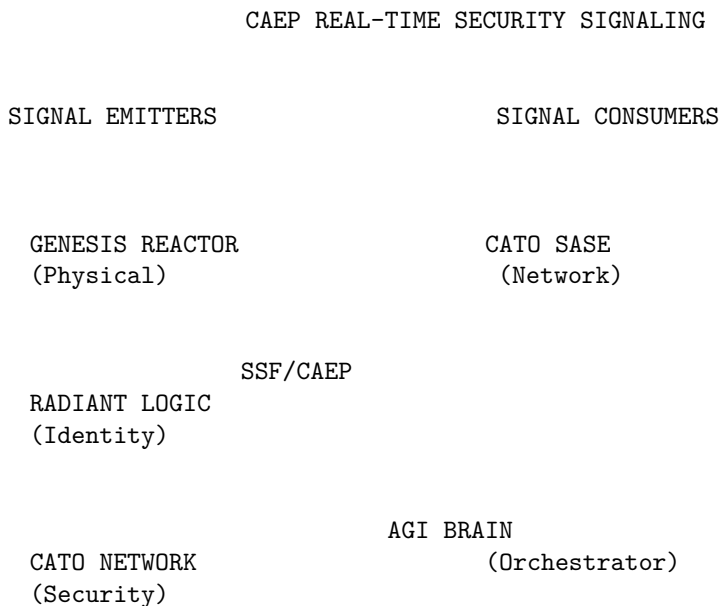 CAEP REAL-TIME SECURITY SIGNALING
SIGNAL EMITTERS SIGNAL CONSUMERS
GENESIS REACTOR CATO SASE
(Physical) (Network)
SSF/CAEP
RADIANT LOGIC
(Identity)
AGI BRAIN
CATO NETWORK (Orchestrator)
(Security)